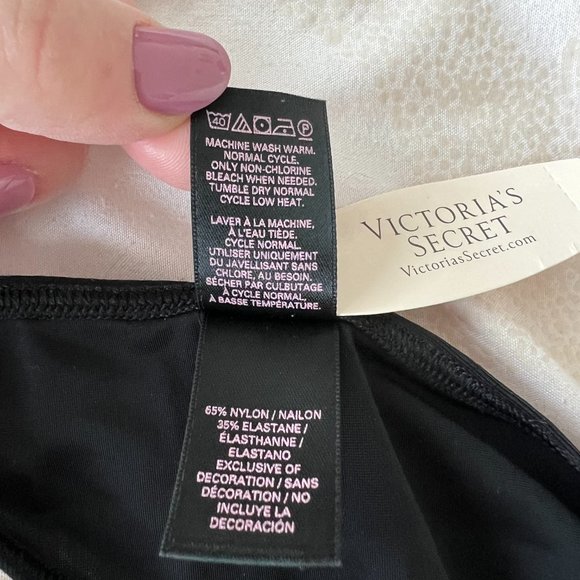 40 P
MACHINE WASH WARM.
NORMAL CYCLE.
ONLY NON-CHLORINE
BLEACH WHEN NEEDED.
TUMBLE DRY NORMAL
CYCLE LOW HEAT.
LAVER À LA MACHINE,
À L'EAU TIÈDE.
CYCLE NORMAL.
UTILISER UNIQUEMENT
DU JAVELLISANT SANS
CHLORE, AU BESOIN.
SÉCHER PAR CULBUTAGE
À CYCLE NORMAL,
À BASSE TEMPÉRATURE.
VICTORIA'S
SECRET
VictoriasSecret.com
65% NYLON / NAILON
35% ELASTANE /
ÉLASTHANNE /
ELASTANO
EXCLUSIVE OF
DECORATION / SANS
DÉCORATION / NO
INCLUYE LA
DECORACIÓN